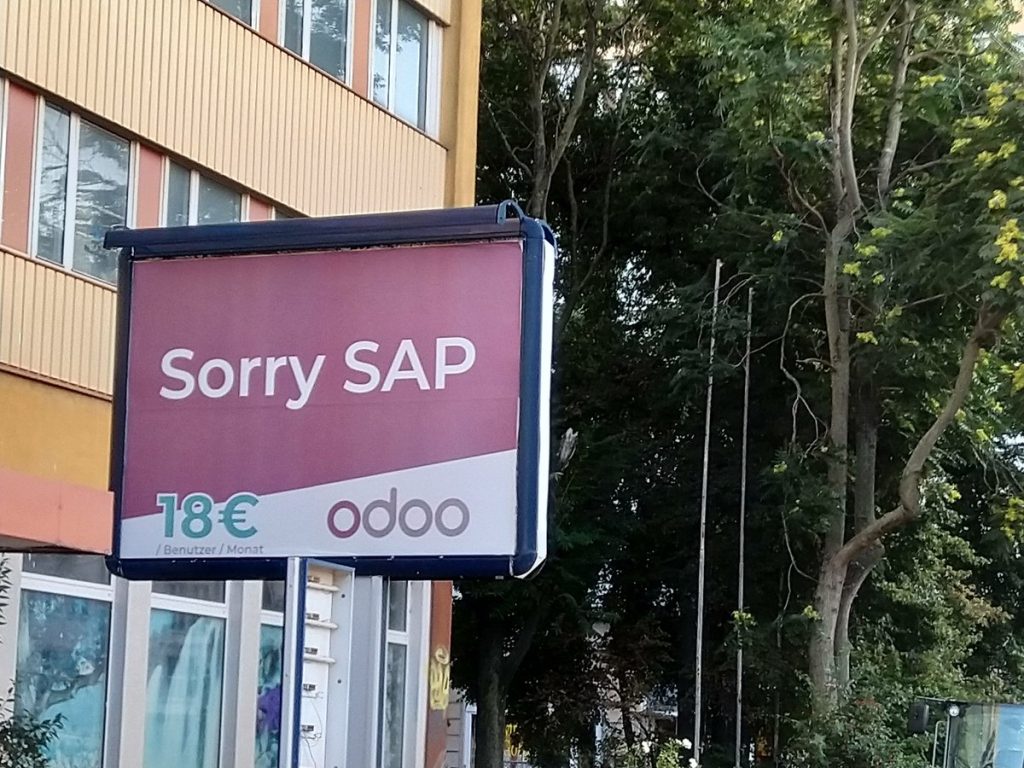 Sorry SAP
18€
/ Benutzer / Monat
odoo